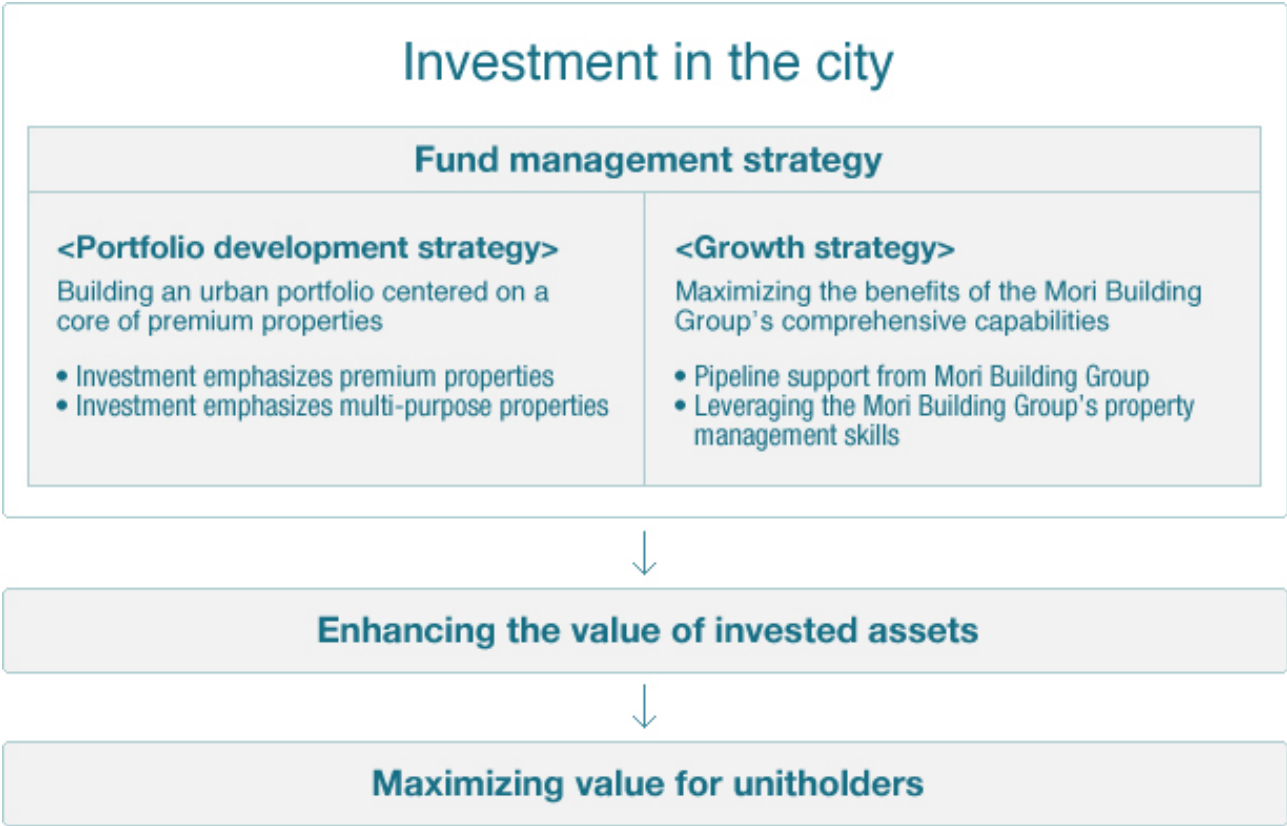 Investment in the city
Fund management strategy
<Portfolio development strategy>
Building an urban portfolio centered on a
core of premium properties
• Investment emphasizes premium properties
• Investment emphasizes multi-purpose properties
<Growth strategy>
Maximizing the benefits of the Mori Building
Group's comprehensive capabilities
• Pipeline support from Mori Building Group
• Leveraging the Mori Building Group's property
management skills
Enhancing the value of invested assets
Maximizing value for unitholders